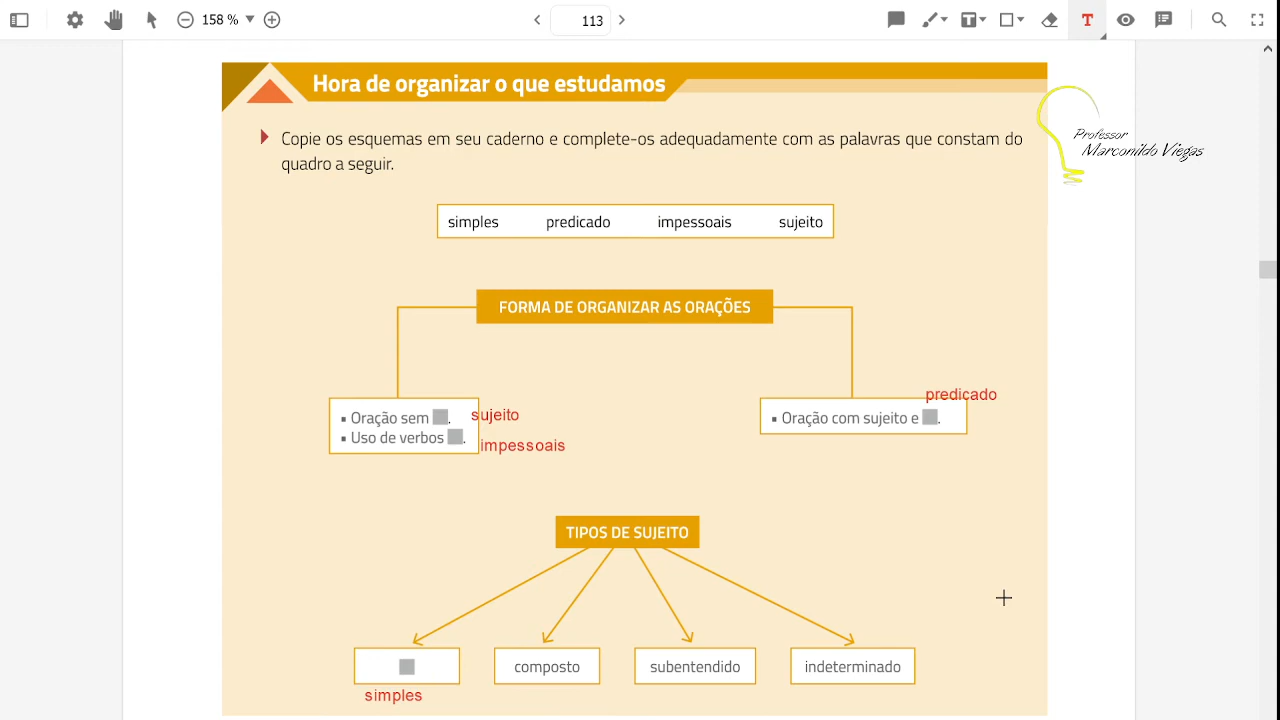 158 %
113
T
Hora de organizar o que estudamos
Professor
Marconildo Viegas
Copie os esquemas em seu caderno e complete-os adequadamente com as palavras que constam do
quadro a seguir.
simples predicado impessoais sujeito
FORMA DE ORGANIZAR AS ORAÇÕES
predicado
▪ Oração sem ■. sujeito
▪ Uso de verbos ■. impessoais
▪ Oração com sujeito e ■.
TIPOS DE SUJEITO
composto subentendido indeterminado
simples